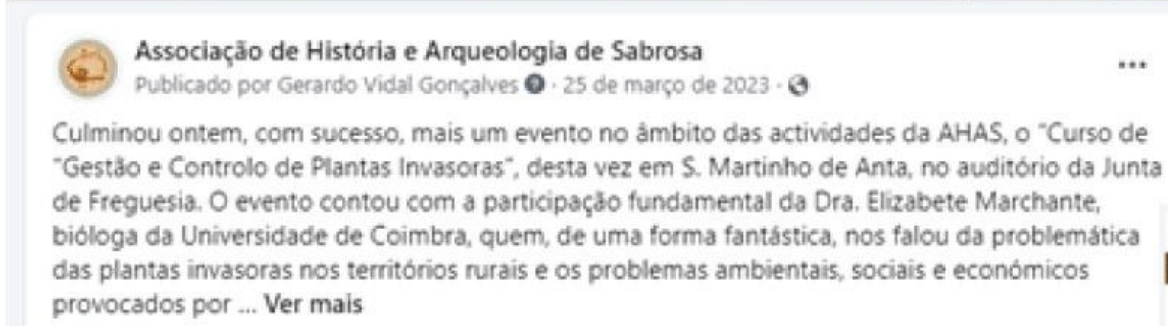 Associação de História e Arqueologia de Sabrosa
Publicado por Gerardo Vidal Gonçalves · 25 de março de 2023 ·
Culminou ontem, com sucesso, mais um evento no âmbito das actividades da AHAS, o "Curso de
"Gestão e Controlo de Plantas Invasoras", desta vez em S. Martinho de Anta, no auditório da Junta
de Freguesia. O evento contou com a participação fundamental da Dra. Elizabete Marchante,
bióloga da Universidade de Coimbra, quem, de uma forma fantástica, nos falou da problemática
das plantas invasoras nos territórios rurais e os problemas ambientais, sociais e económicos
provocados por ... Ver mais